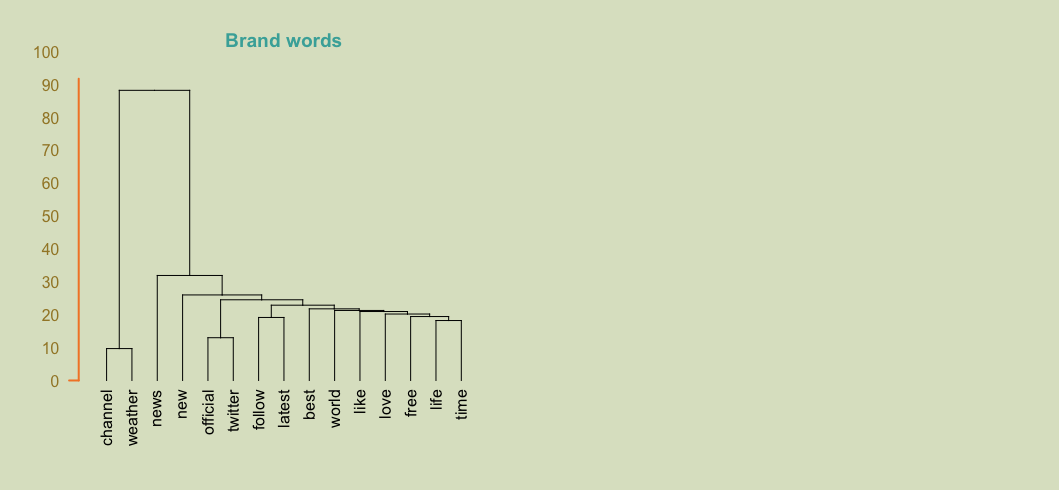 Brand words
100
90
80
70
60
50
40
30
20
10
0
channel
weather
news
new
official
twitter
follow
latest
best
world
like
love
free
life
time